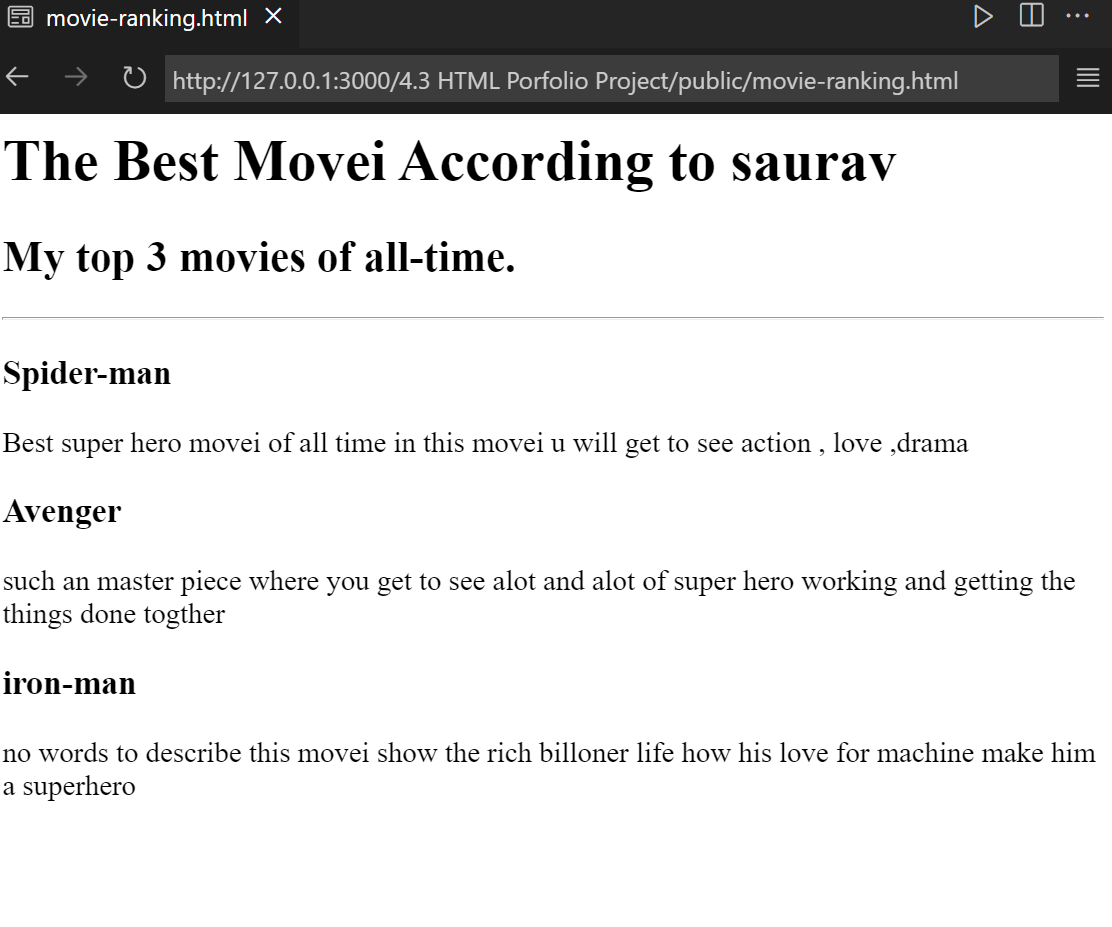 movie-ranking.html
http://127.0.0.1:3000/4.3 HTML Porfolio Project/public/movie-ranking.html
The Best Movei According to saurav
My top 3 movies of all-time.
Spider-man
Best super hero movei of all time in this movei u will get to see action , love ,drama
Avenger
such an master piece where you get to see alot and alot of super hero working and getting the
things done togther
iron-man
no words to describe this movei show the rich billoner life how his love for machine make him
a superhero